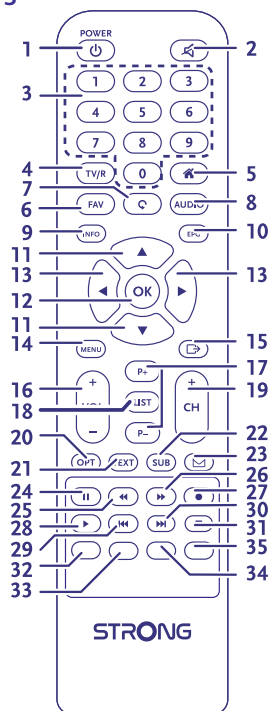 POWER
1 2
3 1 2 3
4 5 6
7 8 9
4 TV/R 0 5
7
6 FAV AUDIO 8
9 INFO EPG 10
11
13 13
12 OK
11
14 MENU 15
P+ 17
16 + + 19
18 LIST CH
P–
– –
20 22
OPT TEXT SUB 23
21 26
24 27
25 30
28 31
29 35
32 34
33
STRONG